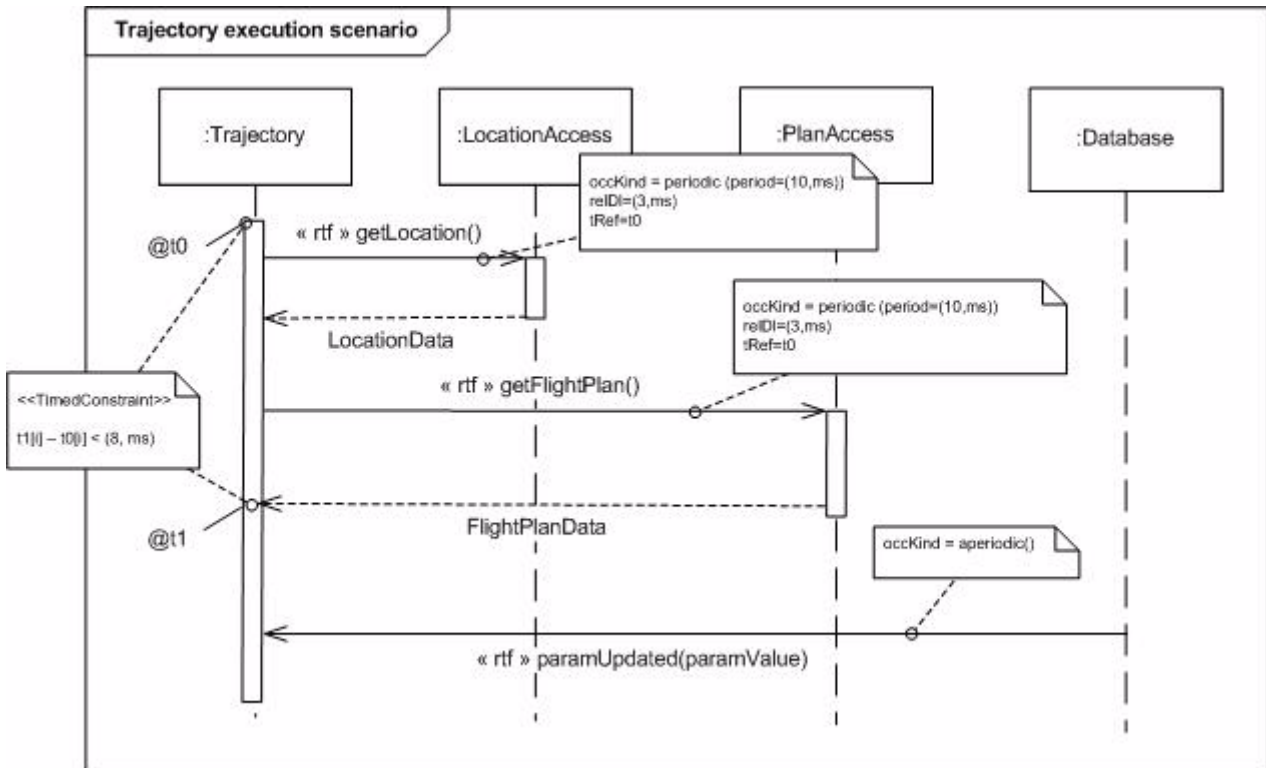 Trajectory execution scenario
:Trajectory
:LocationAccess
:PlanAccess
:Database
occKind = periodic (period=(10,ms))
relDl=(3,ms)
tRef=t0
@t0
« rtf » getLocation()
LocationData
occKind = periodic (period=(10,ms))
relDl=(3,ms)
tRef=t0
« rtf » getFlightPlan()
<<TimedConstraint>>
t1[i] – t0[i] < (8, ms)
@t1
FlightPlanData
occKind = aperiodic()
« rtf » paramUpdated(paramValue)